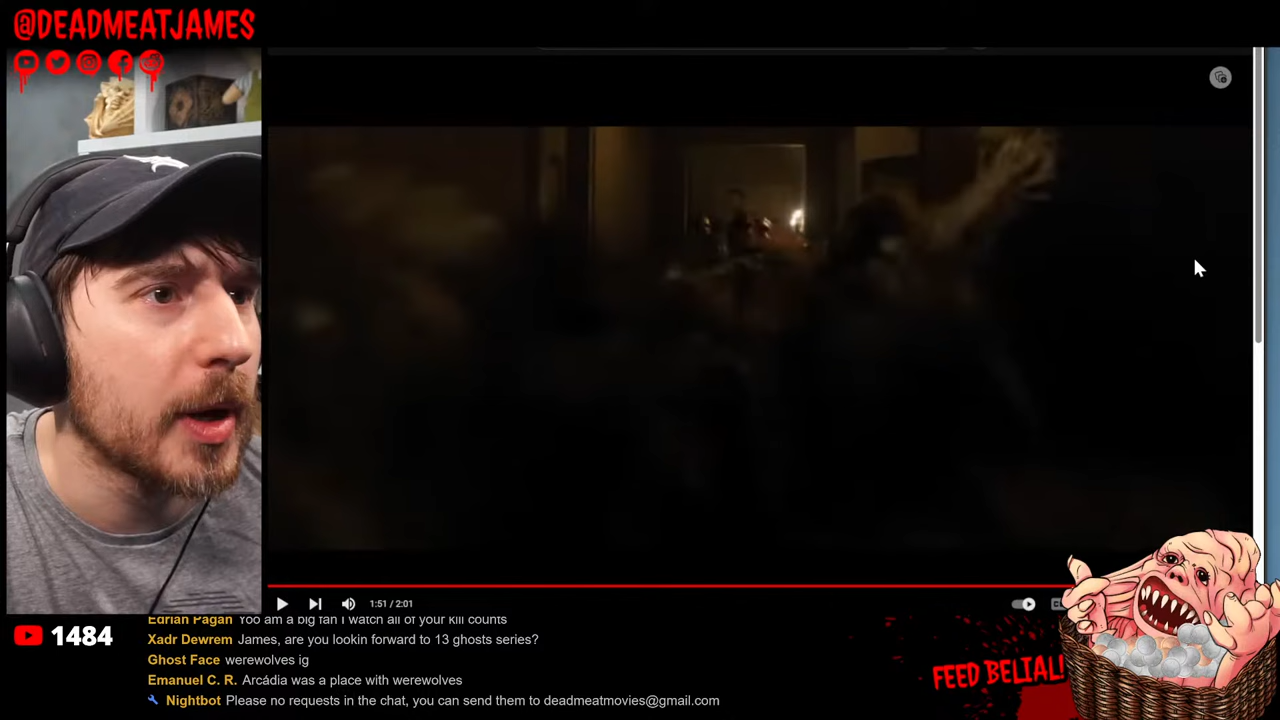 @DEADMEATJAMES
1:51 / 2:01
1484
Edrian Pagan Yoo am a big fan I watch all of your kill counts
Xadr Dewrem James, are you lookin forward to 13 ghosts series?
Ghost Face werewolves ig
Emanuel C. R. Arcádia was a place with werewolves
Nightbot Please no requests in the chat, you can send them to deadmeatmovies@gmail.com
FEED BELIAL!